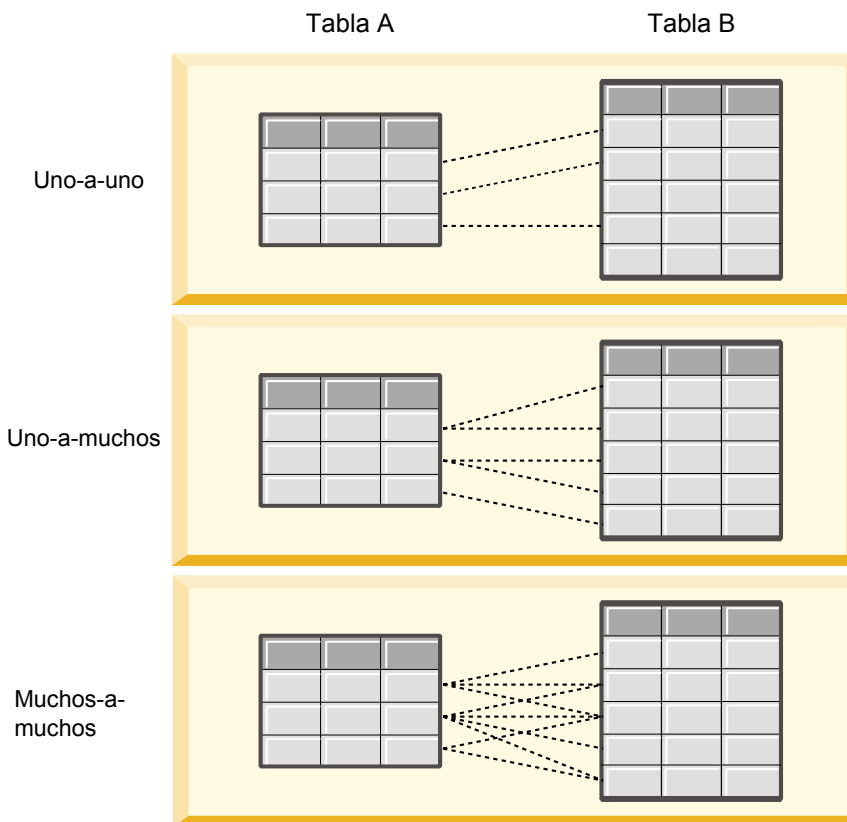 Tabla A
Tabla B
Uno-a-uno
Uno-a-muchos
Muchos-a-
muchos